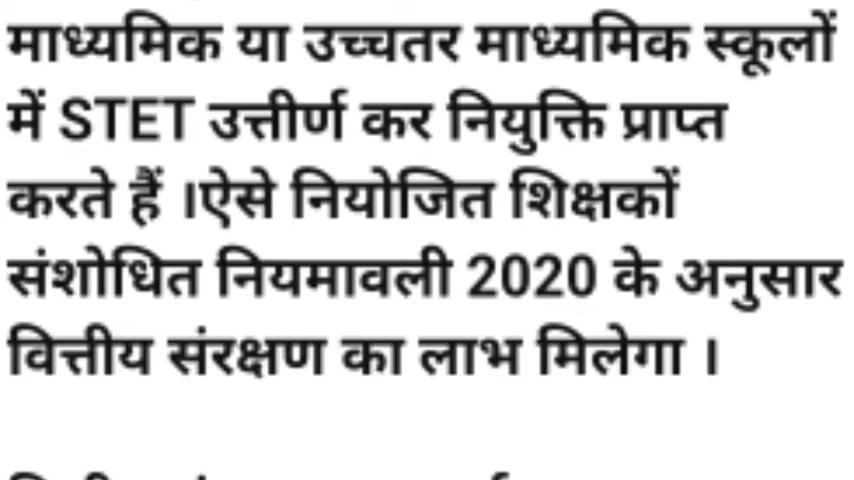 माध्यमिक या उच्चतर माध्यमिक स्कूलों
में STET उत्तीर्ण कर नियुक्ति प्राप्त
करते हैं ।ऐसे नियोजित शिक्षकों
संशोधित नियमावली 2020 के अनुसार
वित्तीय संरक्षण का लाभ मिलेगा ।